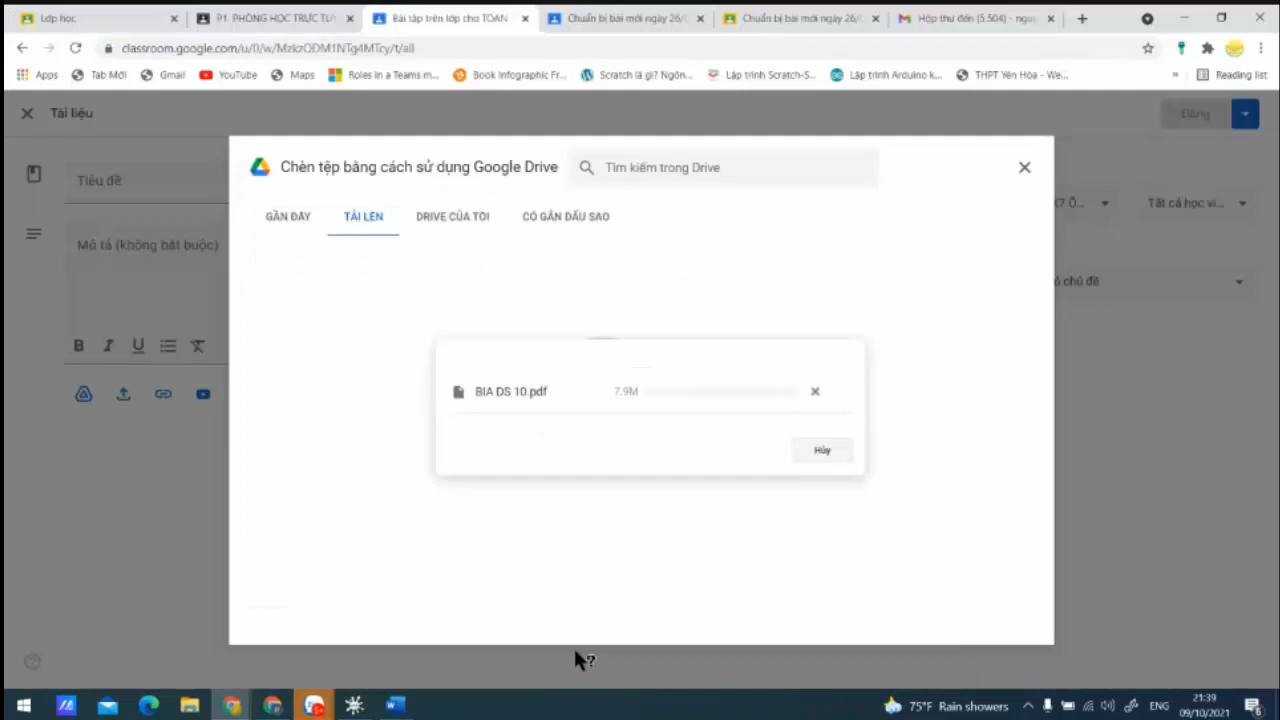 Lớp học
P1. PHÒNG HỌC TRỰC TU
Bài tập trên lớp cho TOÁN
Chuẩn bị bài mới ngày 26/
Chuẩn bị bài mới ngày 26/
Hộp thư đến (5.504) - nguy
classroom.google.com/u/0/w/MzkzODM1NTg4MTcy/t/all
Apps
Tab Mới
Gmail
YouTube
Maps
Roles in a Teams m...
Book Infographic Fr...
Scratch là gì? Ngôn...
Lập trình Scratch-S...
Lập trình Arduino k...
THPT Yên Hòa - We...
»
Reading list
Tài liệu
Đăng
Chèn tệp bằng cách sử dụng Google Drive
Tìm kiếm trong Drive
Tiêu đề
K7 Ô...
Tất cả học vi...
GẦN ĐÂY
TẢI LÊN
DRIVE CỦA TÔI
CÓ GẮN DẤU SAO
Mô tả (không bắt buộc)
ó chủ đề
B I U
BIA DS 10.pdf
7.9M
Hủy
75°F Rain showers
ENG
21:39
09/10/2021
6